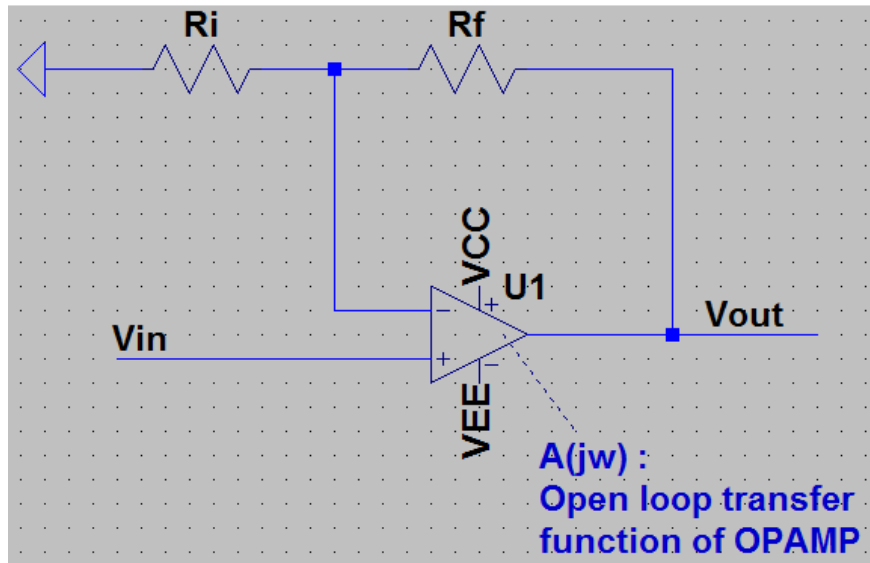 Ri
Rf
VCC
U1
Vin
Vout
VEE
A(jw) :
Open loop transfer
function of OPAMP